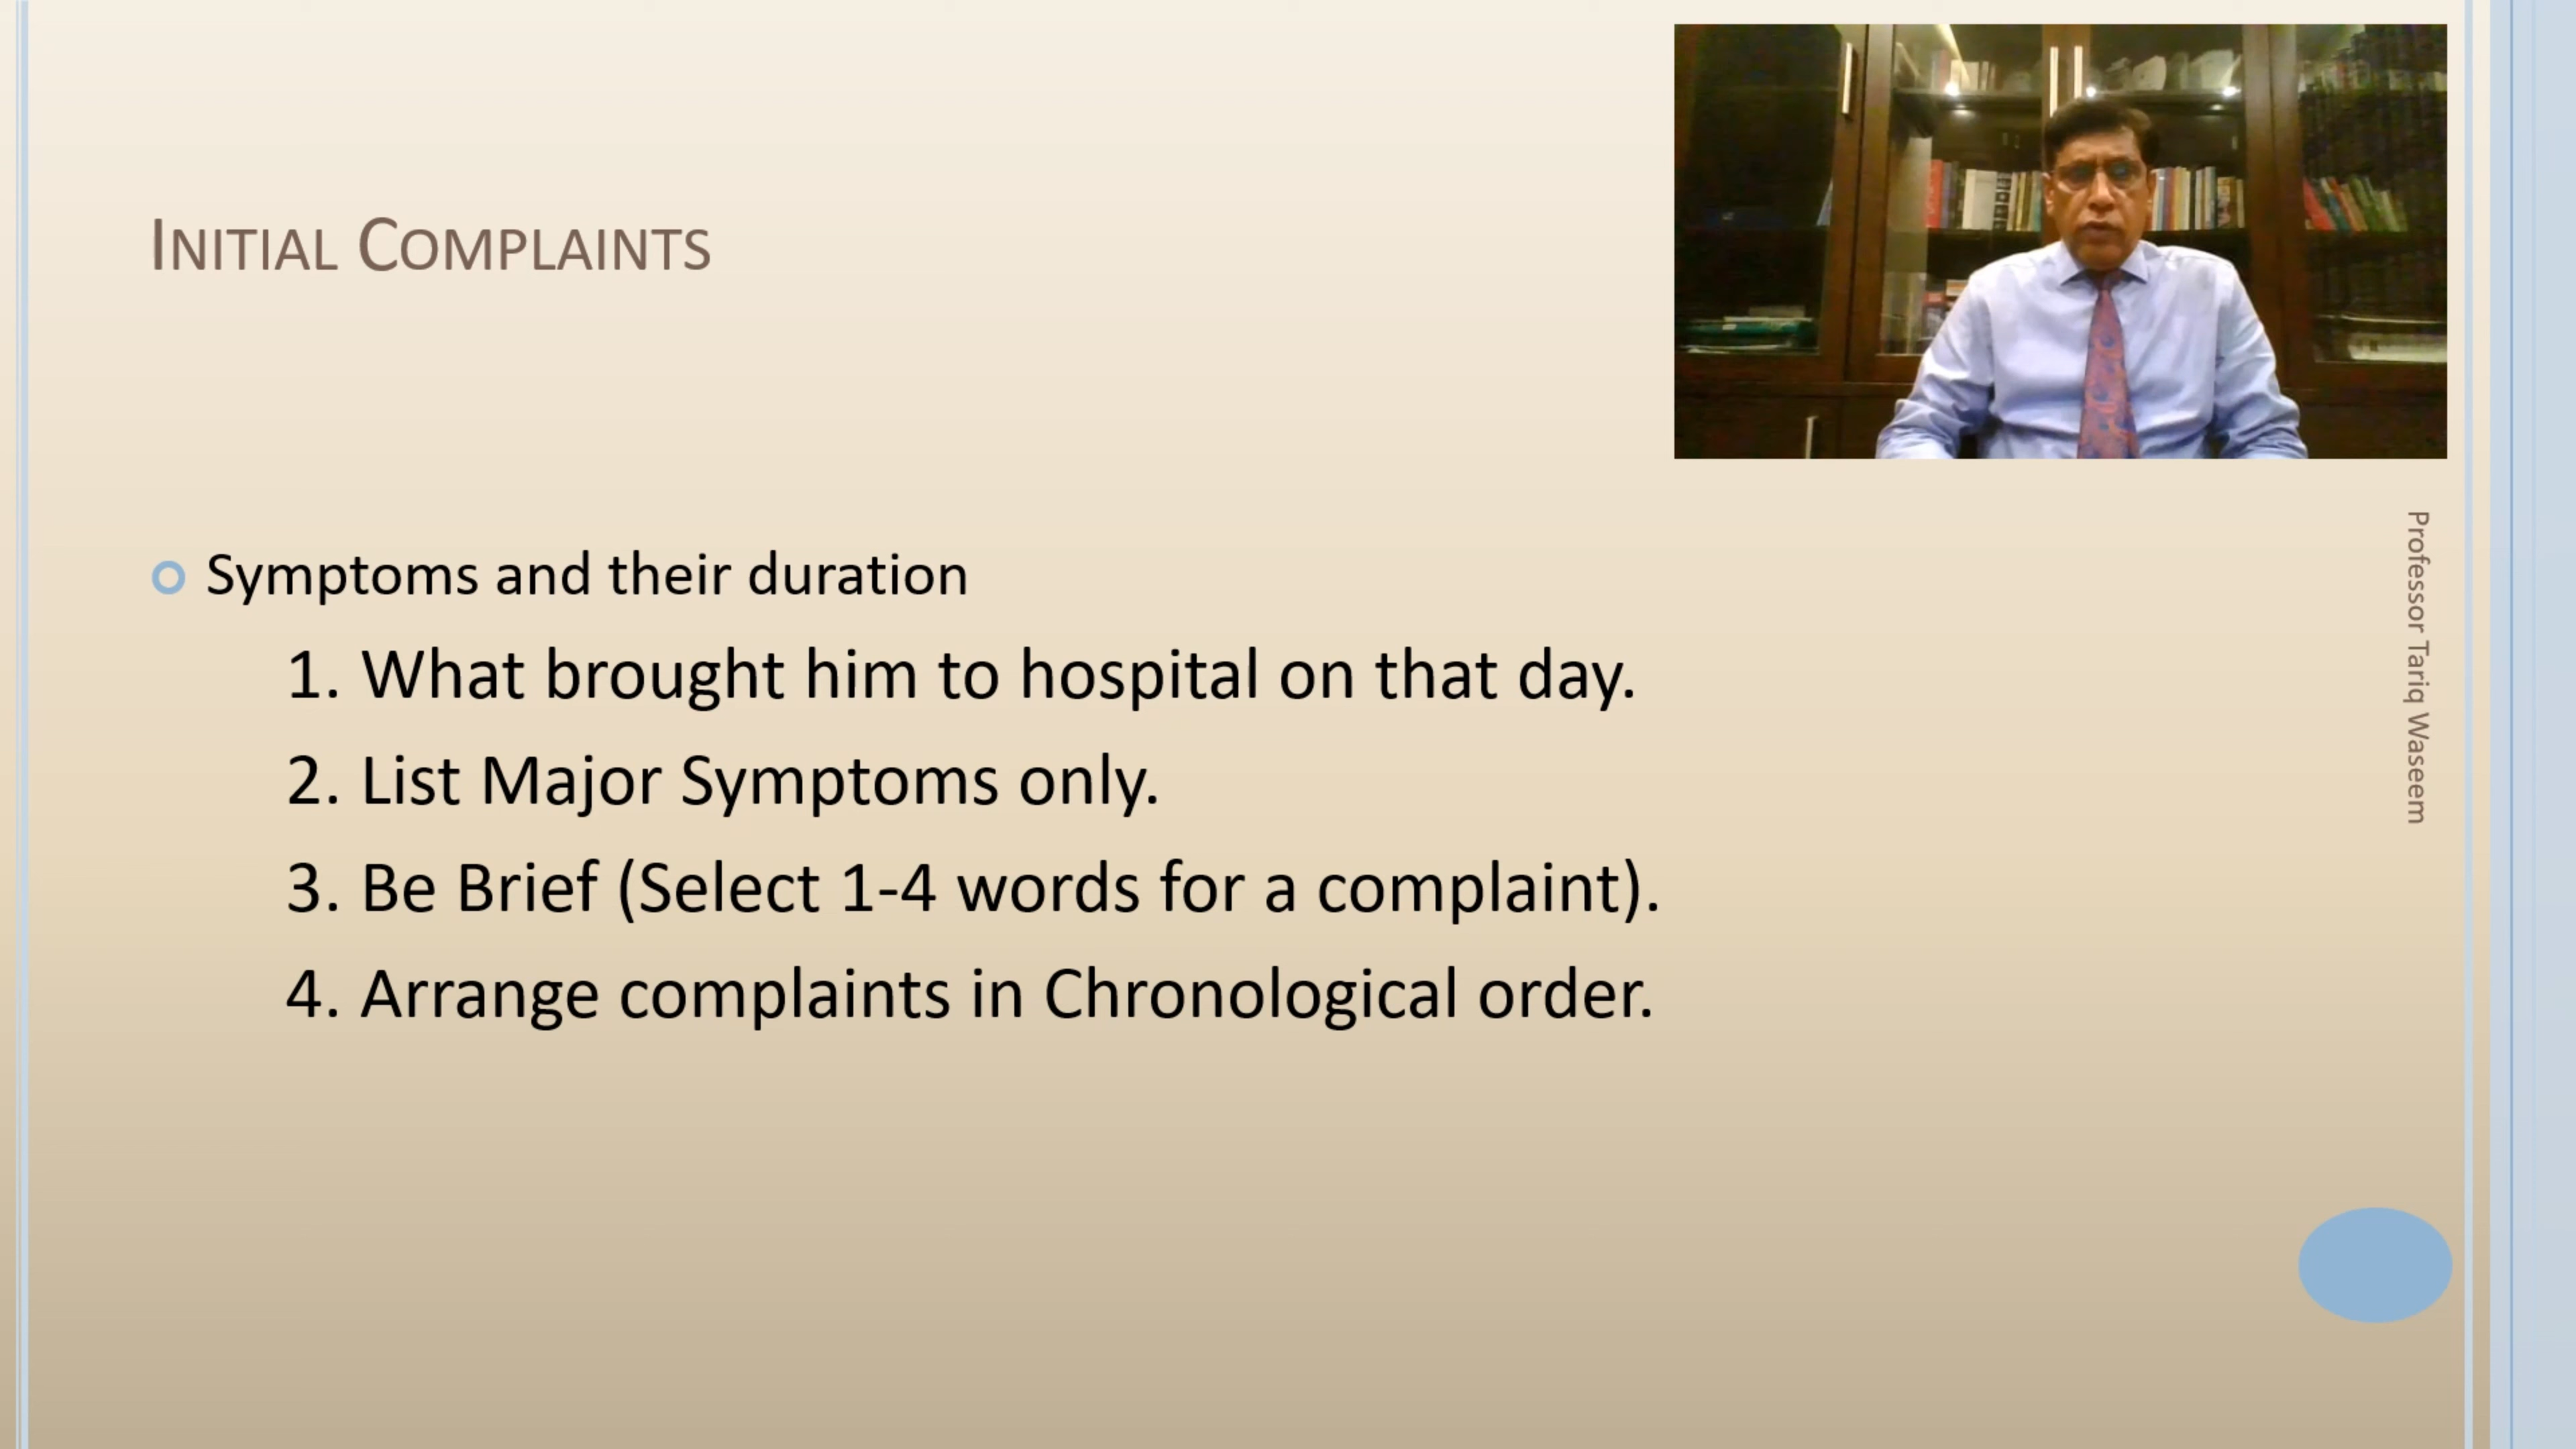 INITIAL COMPLAINTS
Symptoms and their duration
1. What brought him to hospital on that day.
2. List Major Symptoms only.
3. Be Brief (Select 1-4 words for a complaint).
4. Arrange complaints in Chronological order.
Professor Tariq Waseem